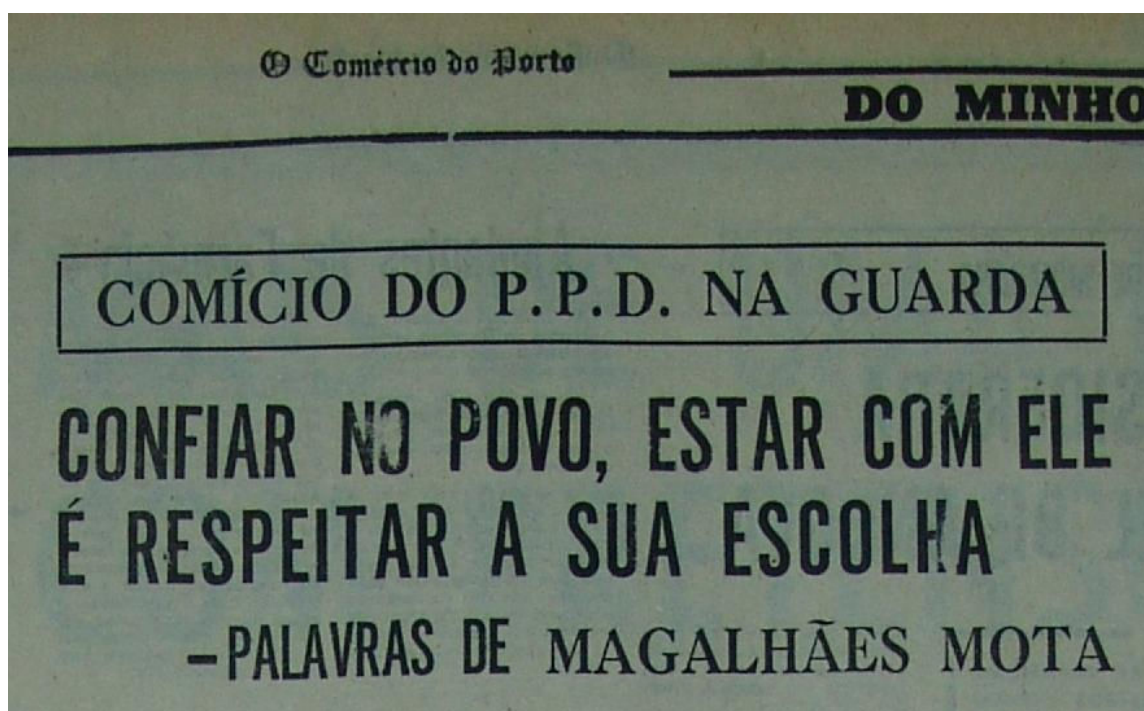 O Comércio do Porto
DO MINHO
COMÍCIO DO P.P.D. NA GUARDA
CONFIAR NO POVO, ESTAR COM ELE
É RESPEITAR A SUA ESCOLHA
– PALAVRAS DE MAGALHÃES MOTA